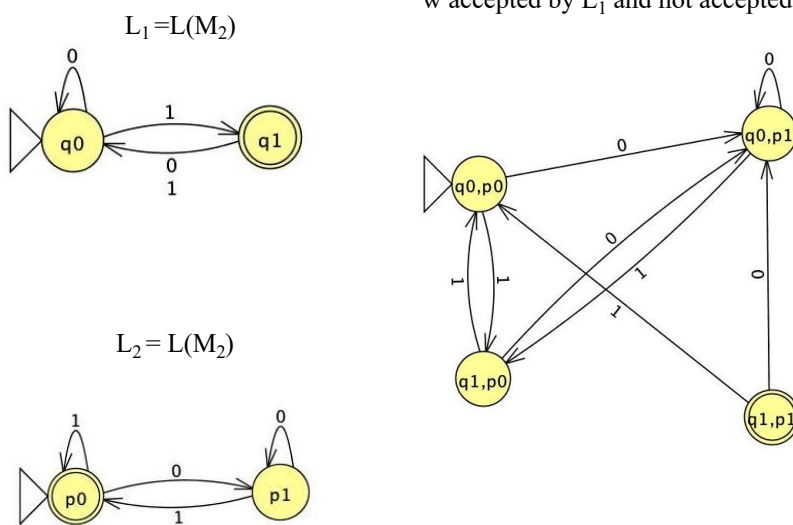 w accepted by L₁ and not accepted
L₁ =L(M₂)
0
1
q0
q1
0
1
0
q0,p1
0
q0,p0
0
1
1
1
0
1
q1,p0
q1,p1
L₂ = L(M₂)
1
0
0
p0
p1
1